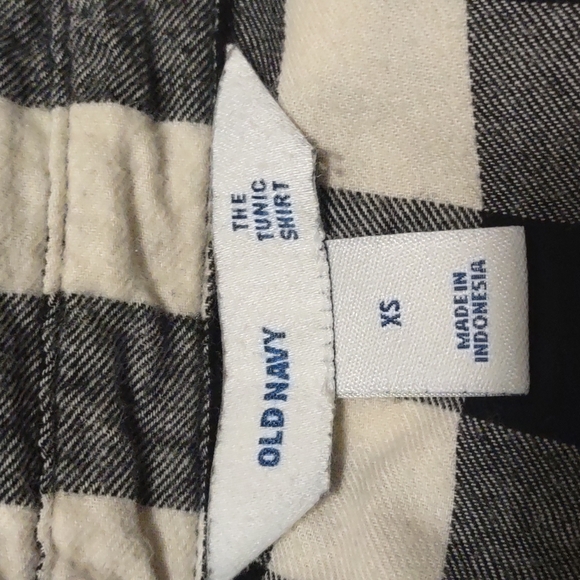 OLD NAVY
THE
TUNIC
SHIRT
XS
MADE IN
INDONESIA